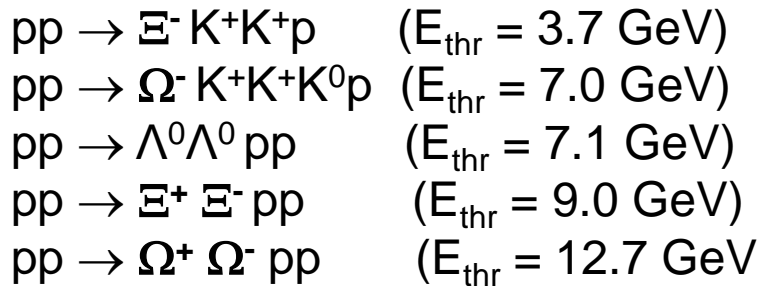 pp → Ξ⁻ K⁺K⁺p (E_thr = 3.7 GeV)
pp → Ω⁻ K⁺K⁺K⁰p (E_thr = 7.0 GeV)
pp → Λ⁰Λ⁰ pp (E_thr = 7.1 GeV)
pp → Ξ⁺ Ξ⁻ pp (E_thr = 9.0 GeV)
pp → Ω⁺ Ω⁻ pp (E_thr = 12.7 GeV